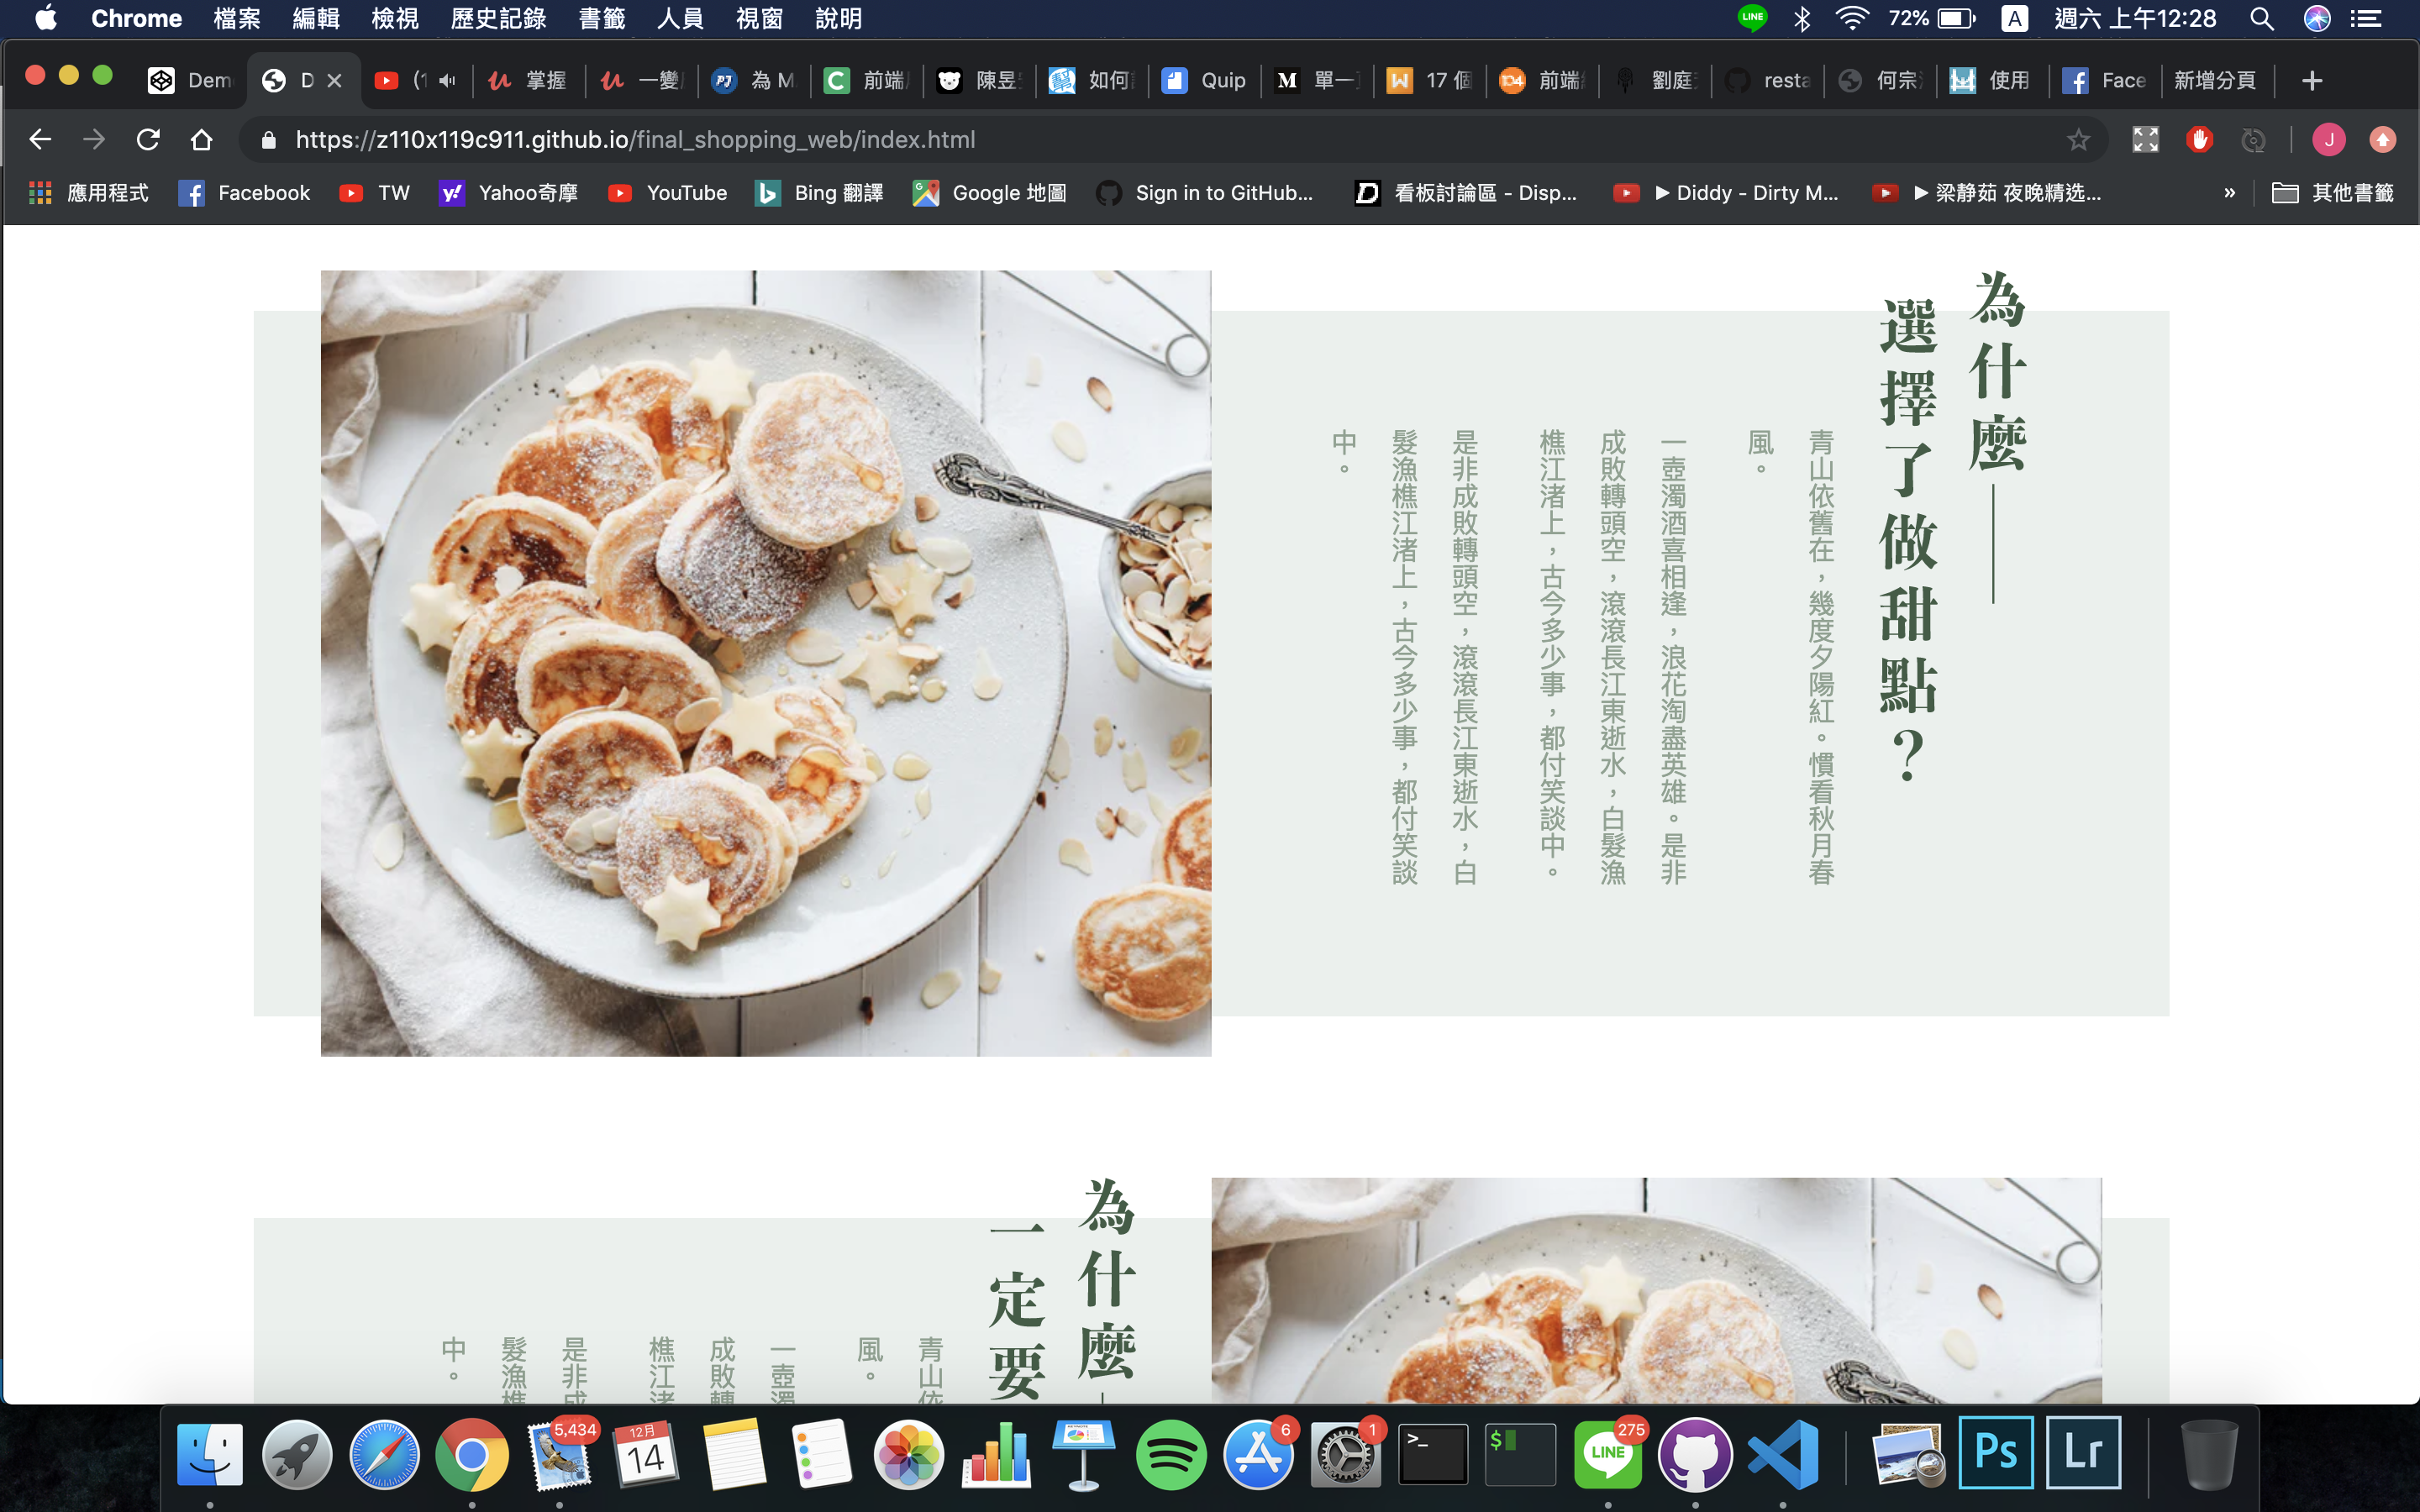 Chrome 檔案 編輯 檢視 歷史記錄 書籤 人員 視窗 說明 LINE 72% A 週六 上午12:28
Dem D (1 掌握 一變 為 M 前端 陳昱 如何 Quip M 單一 17 個 104 前端 劉庭 resta 何宗 使用 Face 新增分頁
https://z110x119c911.github.io/final_shopping_web/index.html J
應用程式 Facebook TW Yahoo奇摩 YouTube Bing 翻譯 Google 地圖 Sign in to GitHub... 看板討論區 - Disp... ▶ Diddy - Dirty M... ▶ 梁静茹 夜晚精选... » 其他書籤
為什麼
選擇了做甜點？
青山依舊在，幾度夕陽紅。慣看秋月春
風。
一壺濁酒喜相逢，浪花淘盡英雄。是非
成敗轉頭空，滾滾長江東逝水，白髮漁
樵江渚上，古今多少事，都付笑談中。
是非成敗轉頭空，滾滾長江東逝水，白
髮漁樵江渚上，古今多少事，都付笑談
中。
為什麼
一定要
青山依
風。
一壺濁
成敗轉
樵江渚
是非成
髮漁樵
中。
5,434 12月 14 6 1 >_ $ LINE 275 Ps Lr